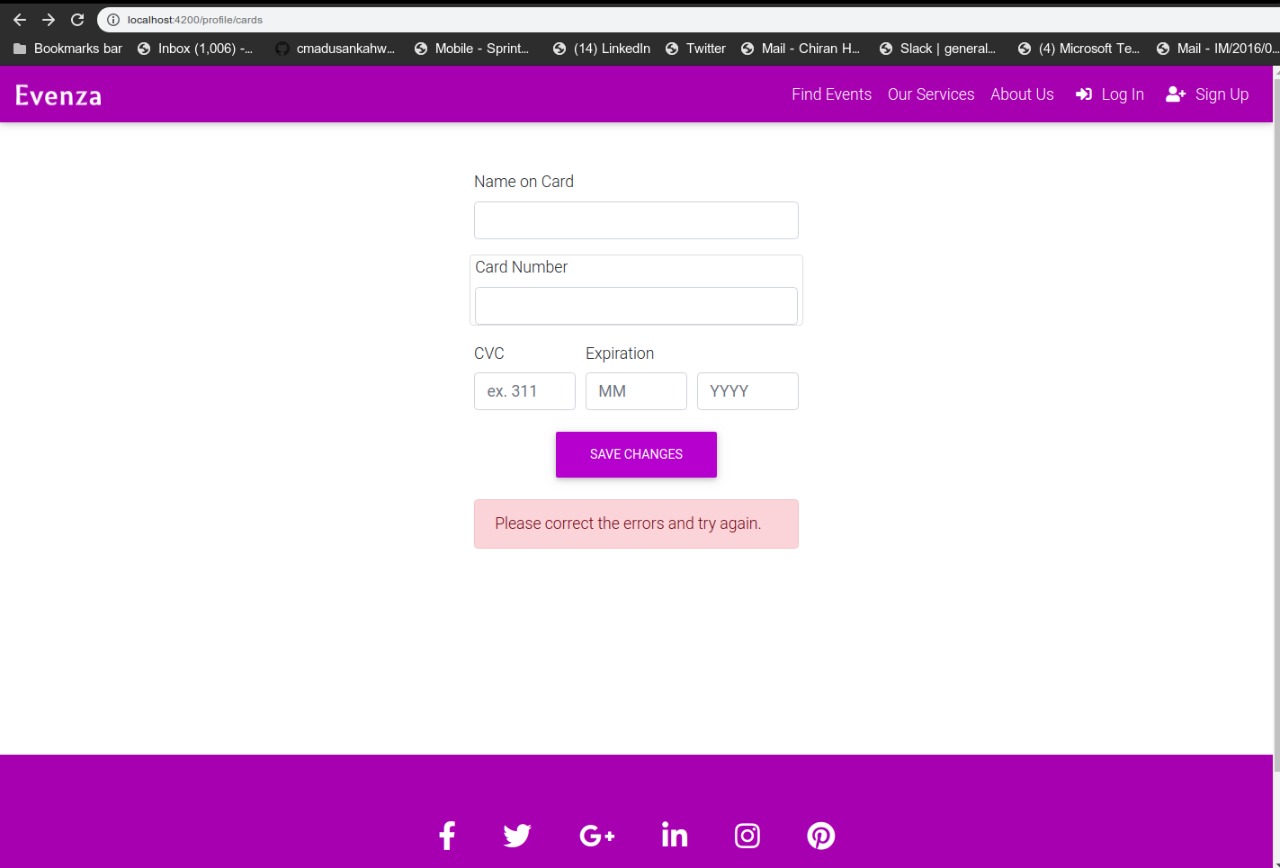 localhost:4200/profile/cards
Bookmarks bar Inbox (1,006) -... cmadusankahw... Mobile - Sprint... (14) LinkedIn Twitter Mail - Chiran H... Slack | general... (4) Microsoft Te... Mail - IM/2016/0...
Evenza Find Events Our Services About Us Log In Sign Up
Name on Card
Card Number
CVC Expiration
ex. 311 MM YYYY
SAVE CHANGES
Please correct the errors and try again.